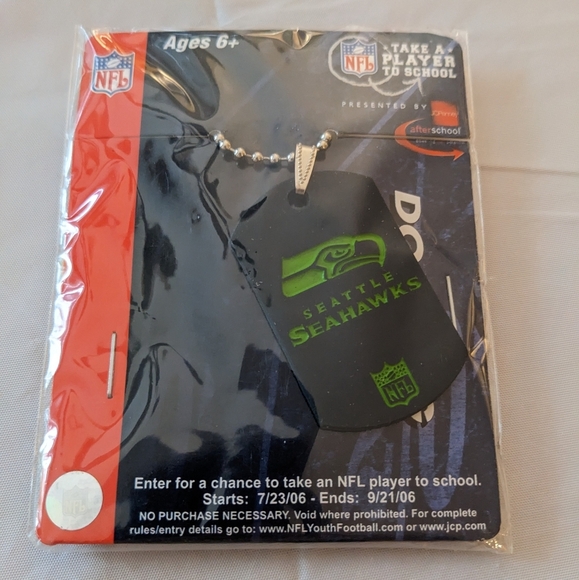 Ages 6+
NFL
NFL
TAKE A
PLAYER
TO SCHOOL
PRESENTED BY
afterschool
DO
SEATTLE
SEAHAWKS
NFL
Enter for a chance to take an NFL player to school.
Starts: 7/23/06 - Ends: 9/21/06
NO PURCHASE NECESSARY. Void where prohibited. For complete
rules/entry details go to: www.NFLYouthFootball.com or www.jcp.com